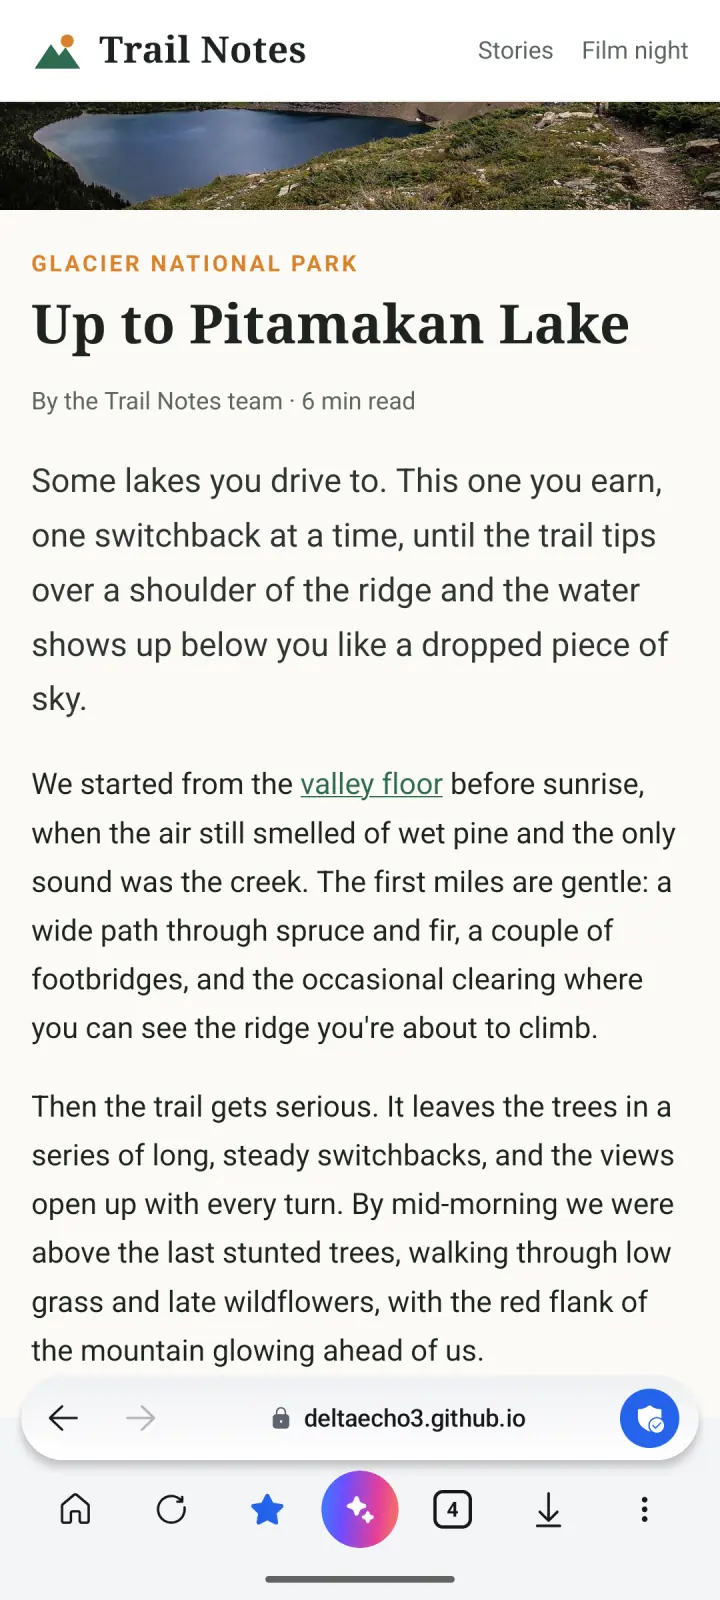 Trail Notes
Stories
Film night
GLACIER NATIONAL PARK
Up to Pitamakan Lake
By the Trail Notes team · 6 min read
Some lakes you drive to. This one you earn,
one switchback at a time, until the trail tips
over a shoulder of the ridge and the water
shows up below you like a dropped piece of
sky.
We started from the valley floor before sunrise,
when the air still smelled of wet pine and the only
sound was the creek. The first miles are gentle: a
wide path through spruce and fir, a couple of
footbridges, and the occasional clearing where
you can see the ridge you're about to climb.
Then the trail gets serious. It leaves the trees in a
series of long, steady switchbacks, and the views
open up with every turn. By mid-morning we were
above the last stunted trees, walking through low
grass and late wildflowers, with the red flank of
the mountain glowing ahead of us.
deltaecho3.github.io
4